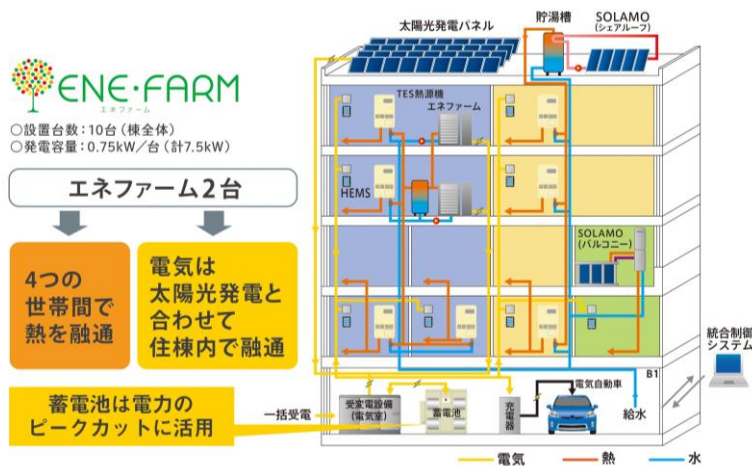 太陽光発電パネル
貯湯槽
SOLAMO
(シェアルーフ)
ENE・FARM
エネファーム
○設置台数:10台(棟全体)
○発電容量:0.75kW/台(計7.5kW)
TES熱源機
エネファーム
エネファーム2台
HEMS
4つの
世帯間で
熱を融通
電気は
太陽光発電と
合わせて
住棟内で融通
SOLAMO
(バルコニー)
統合制御
システム
B1
蓄電池は電力の
ピークカットに活用
一括受電
受変電設備
(電気室)
蓄電池
充電器
電気自動車
給水
電気
熱
水